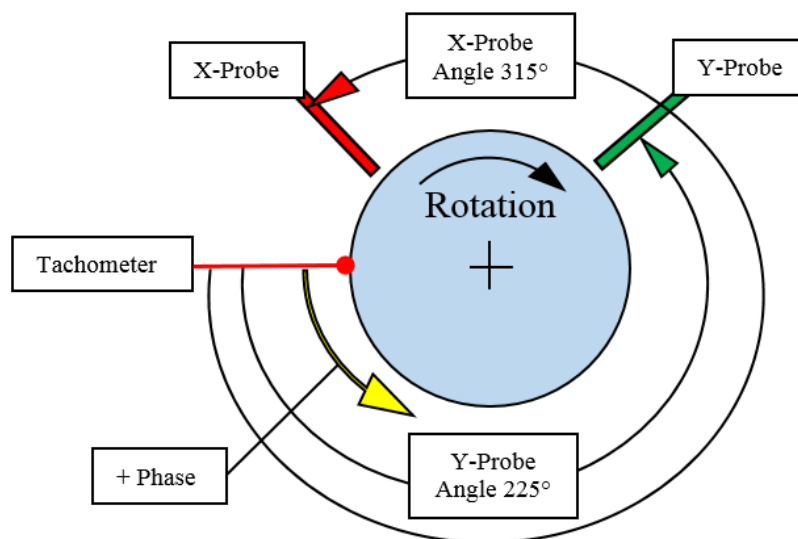 X-Probe
X-Probe
Angle 315°
Y-Probe
Rotation
Tachometer
+ Phase
Y-Probe
Angle 225°